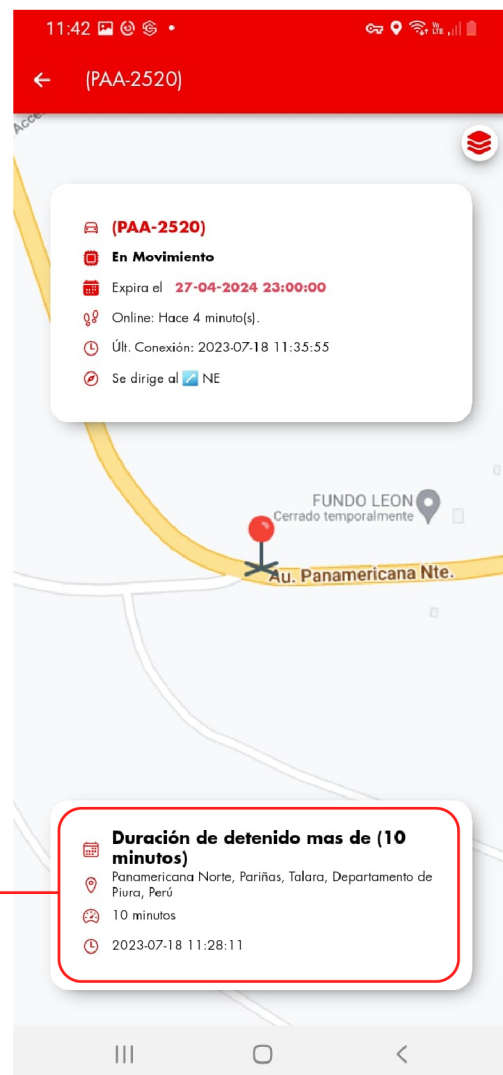 11:42
(PAA-2520)
(PAA-2520)
En Movimiento
Expira el 27-04-2024 23:00:00
Online: Hace 4 minuto(s).
Últ. Conexión: 2023-07-18 11:35:55
Se dirige al NE
FUNDO LEON
Cerrado temporalmente
Au. Panamericana Nte.
Duración de detenido mas de (10
minutos)
Panamericana Norte, Pariñas, Talara, Departamento de
Piura, Perú
10 minutos
2023-07-18 11:28:11